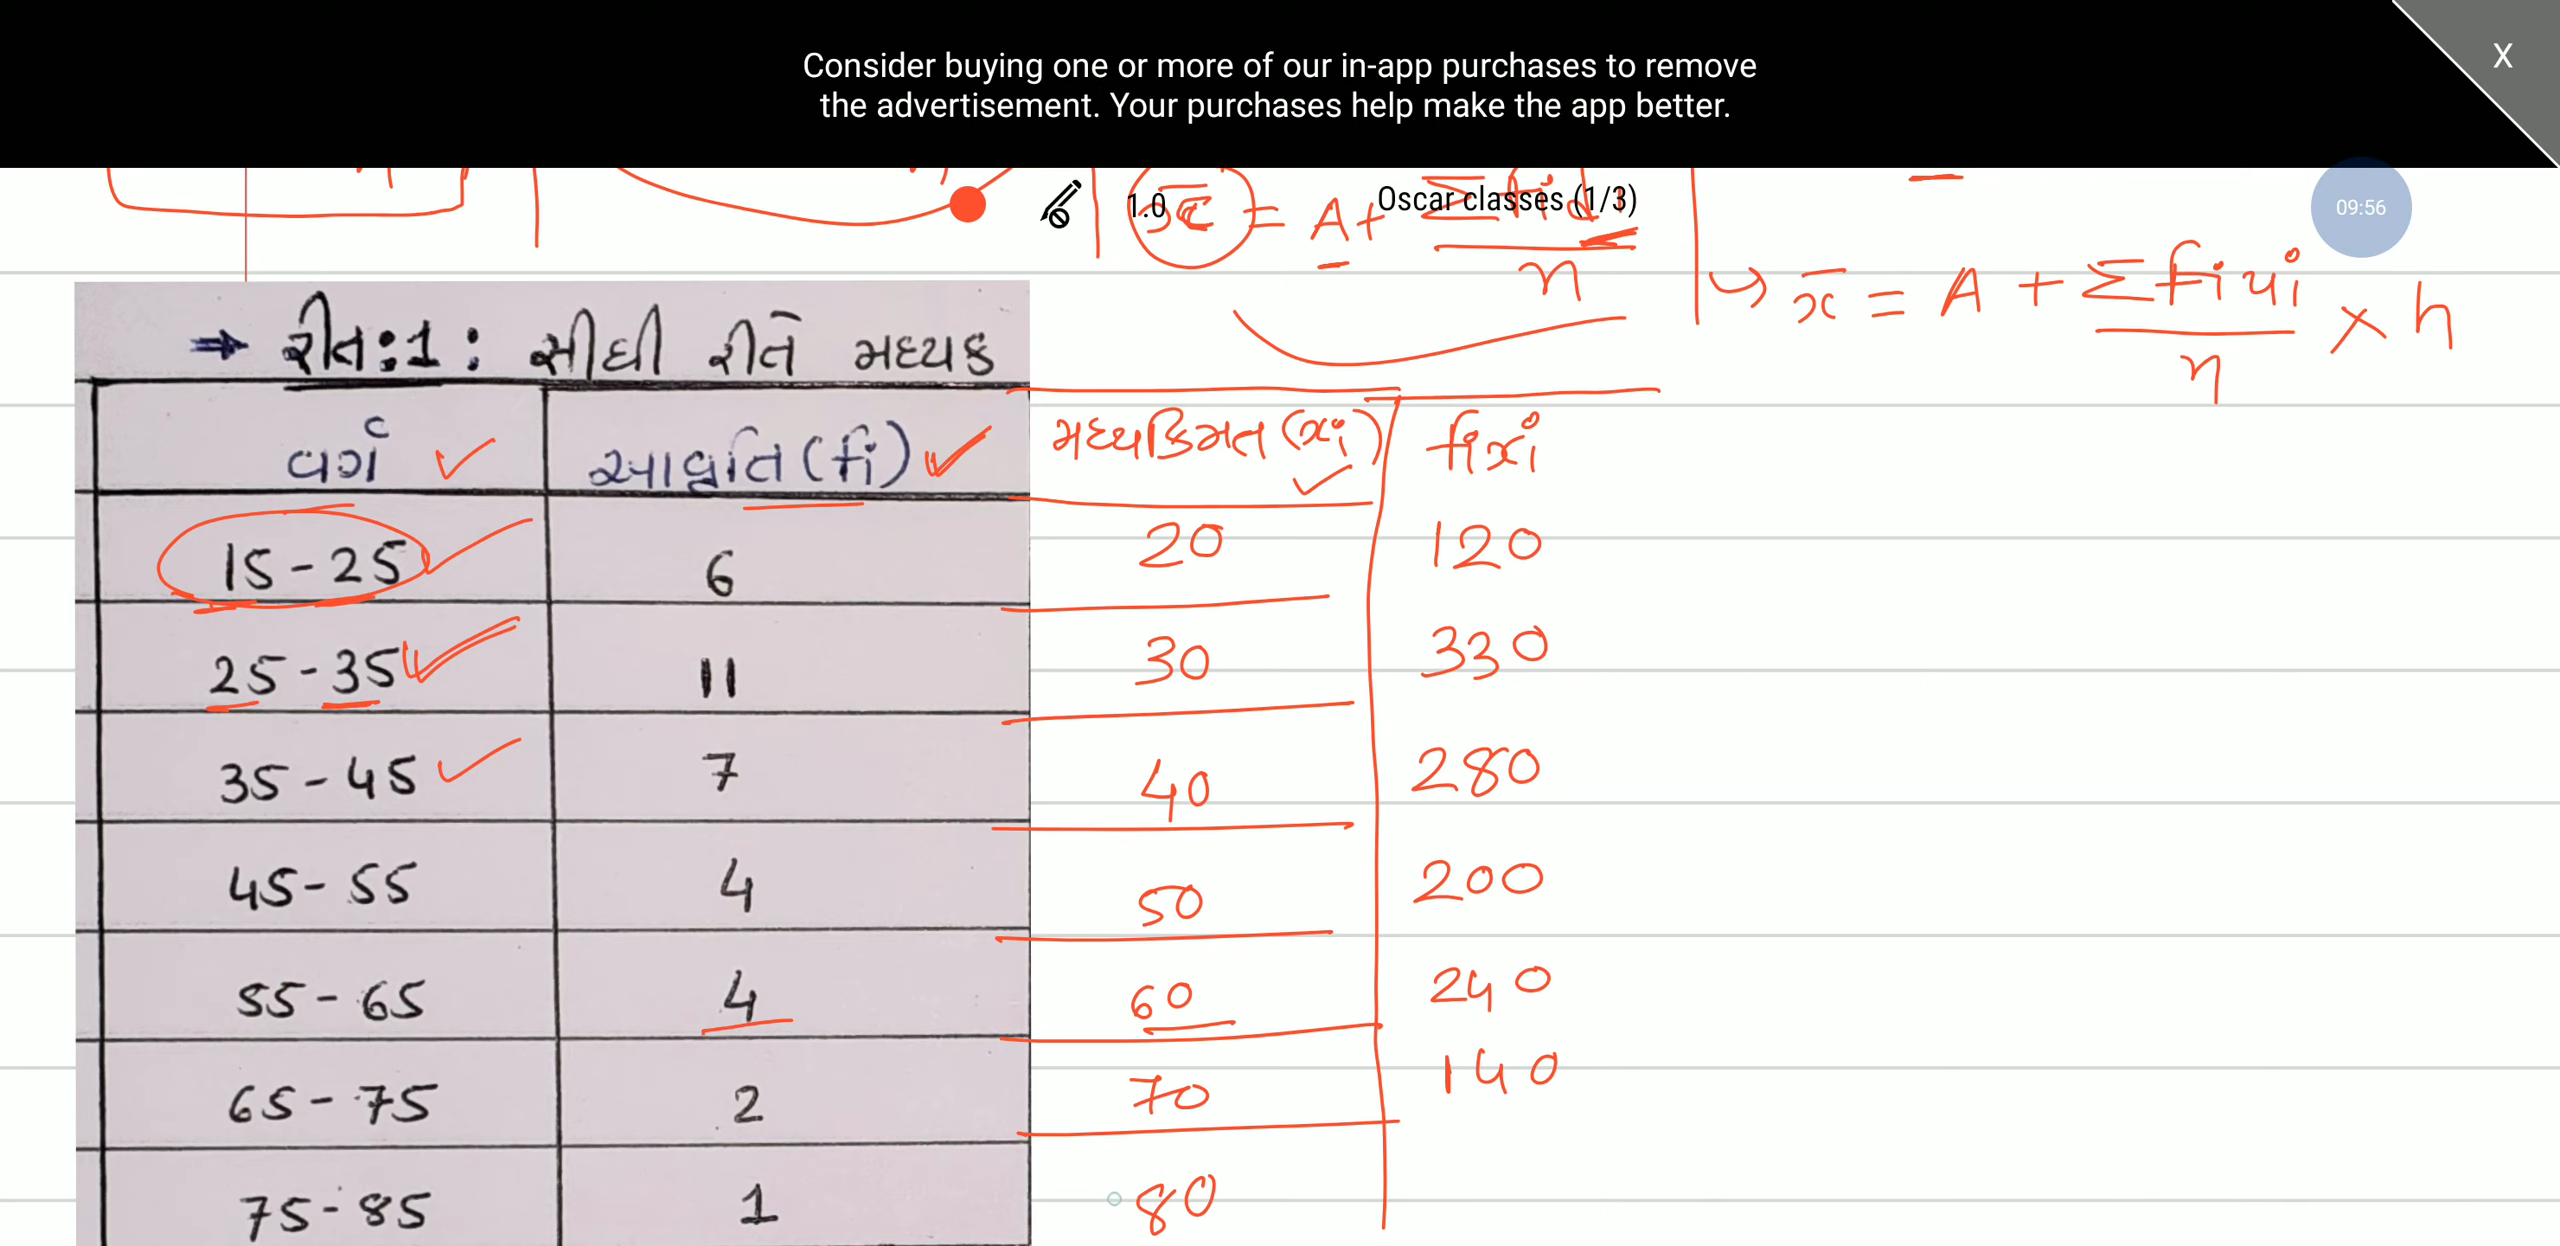 Consider buying one or more of our in-app purchases to remove
the advertisement. Your purchases help make the app better.
X
1.0
Oscar classes (1/3)
09:56
x̄ = A + Σfidi / n
x̄ = A + Σfiui / n × h
→ રીત:1: સીધી રીતે મધ્યક
વર્ગ આવૃત્તિ (fi) મધ્યકિંમત (xi) fixi
15-25 6 20 120
25-35 11 30 330
35-45 7 40 280
45-55 4 50 200
55-65 4 60 240
65-75 2 70 140
75-85 1 80